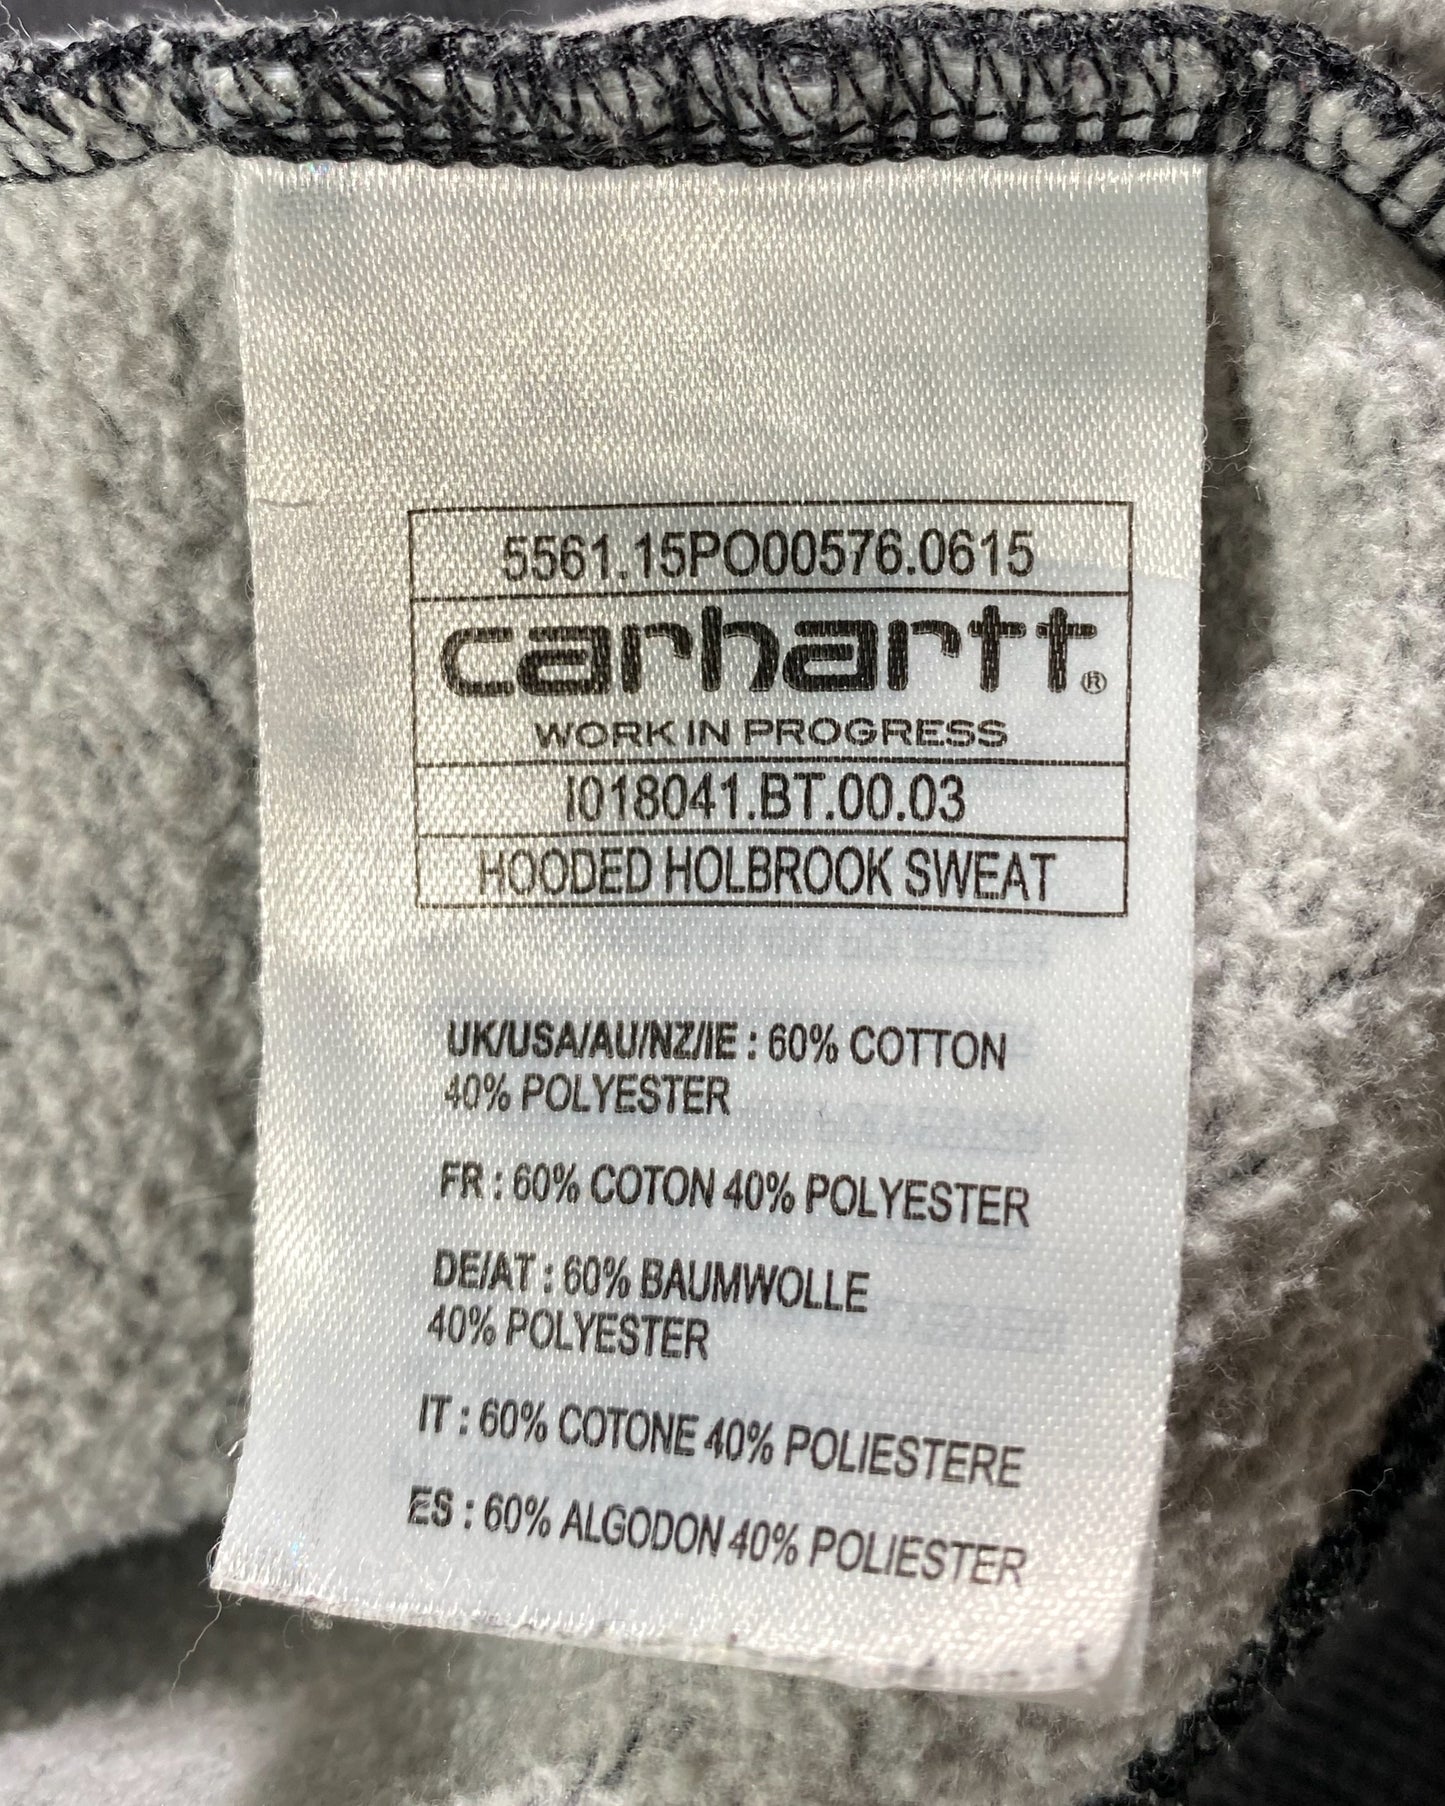 5561.15PO00576.0615
carhartt®
WORK IN PROGRESS
I018041.BT.00.03
HOODED HOLBROOK SWEAT
UK/USA/AU/NZ/IE : 60% COTTON
40% POLYESTER
FR : 60% COTON 40% POLYESTER
DE/AT : 60% BAUMWOLLE
40% POLYESTER
IT : 60% COTONE 40% POLIESTERE
ES : 60% ALGODON 40% POLIESTER